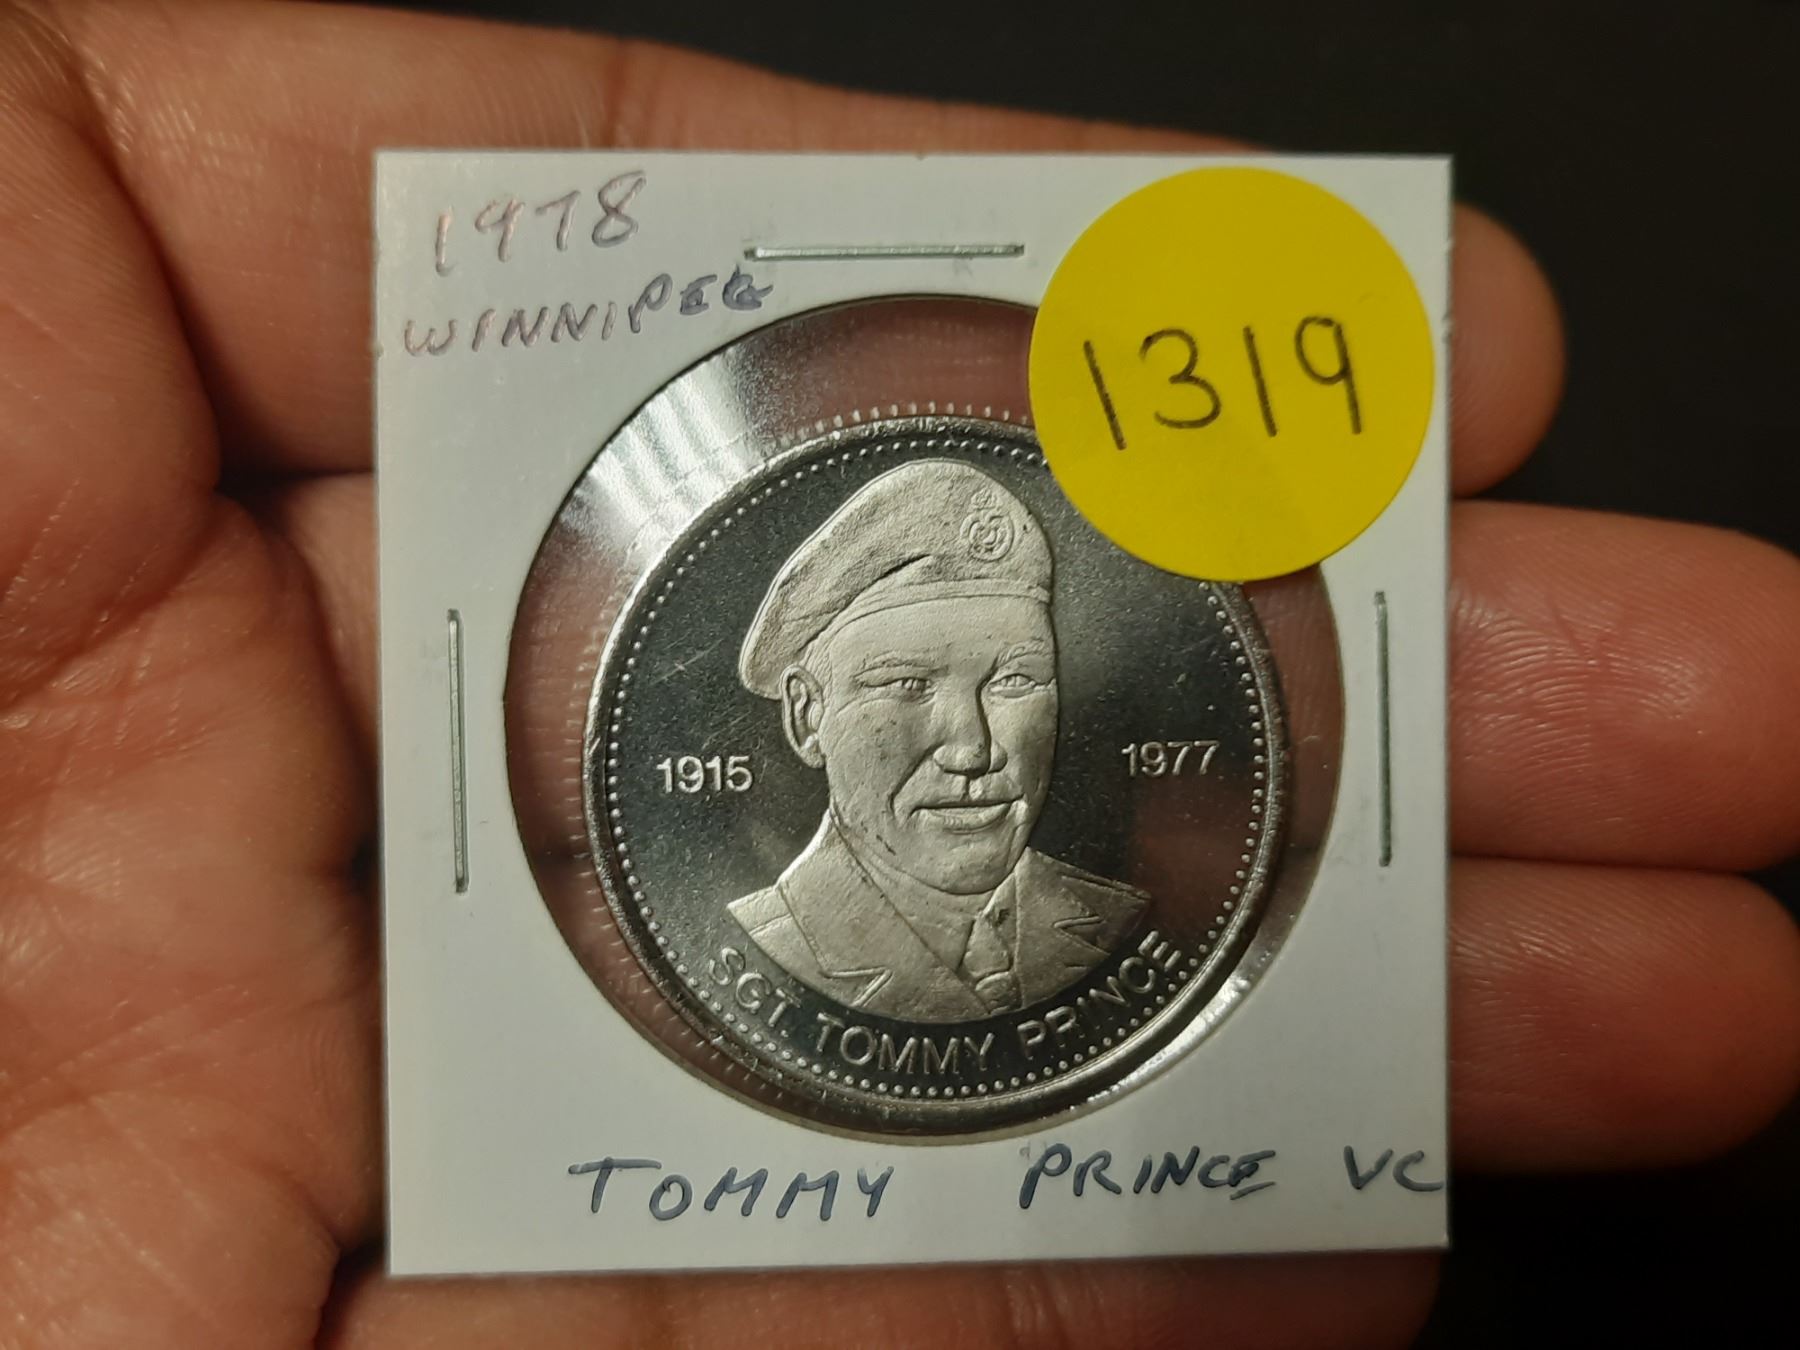 1978
WINNIPEG
1319
1915
1977
SGT. TOMMY PRINCE
TOMMY PRINCE VC